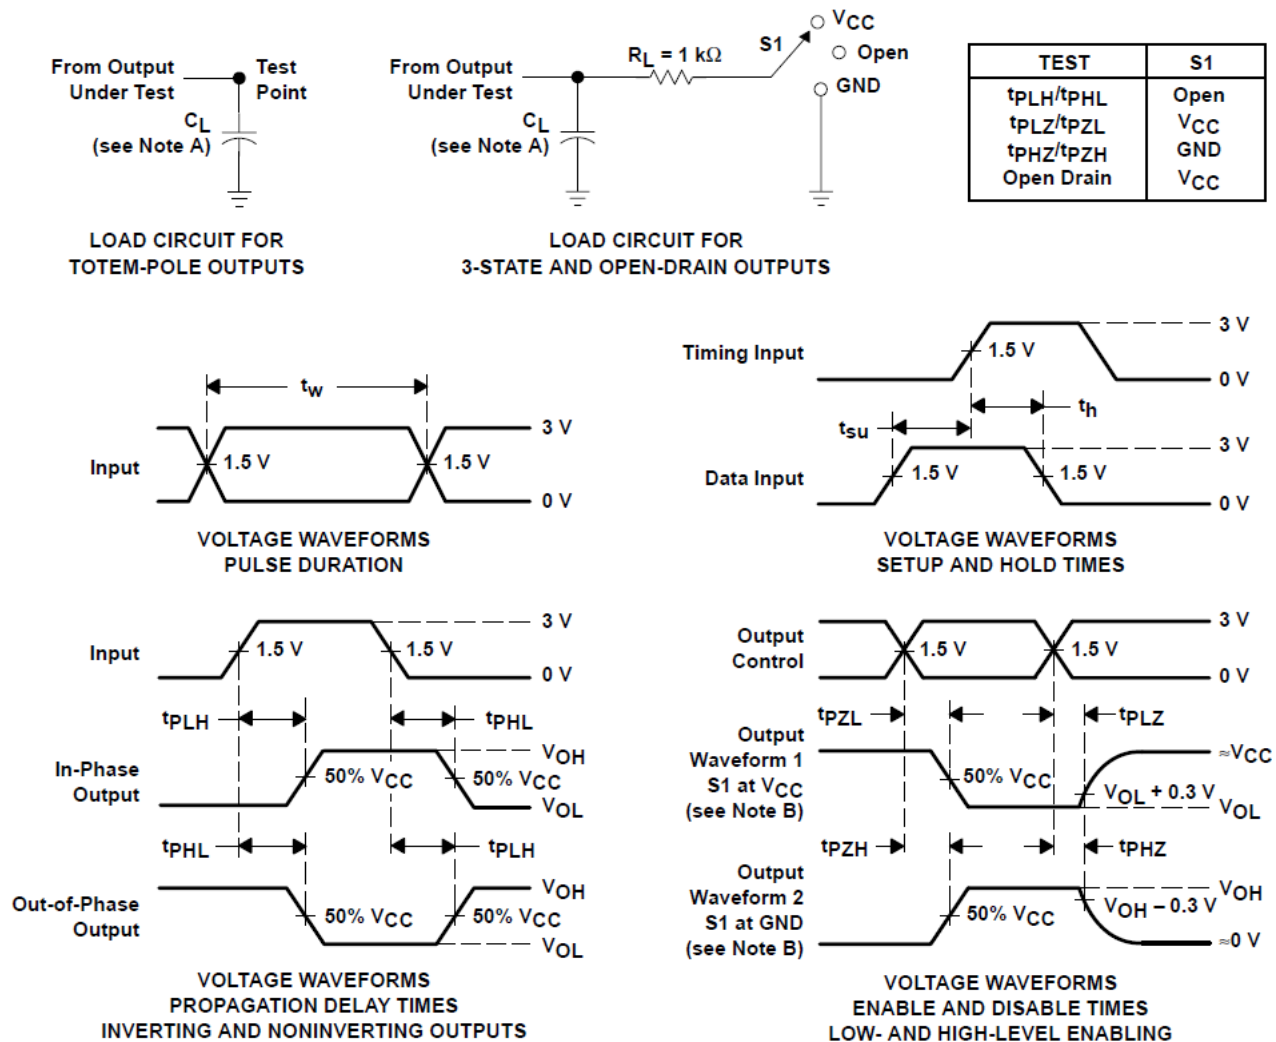 From Output
Under Test
Test
Point
CL
(see Note A)
LOAD CIRCUIT FOR
TOTEM-POLE OUTPUTS
From Output
Under Test
RL = 1 kΩ
S1
VCC
Open
GND
CL
(see Note A)
LOAD CIRCUIT FOR
3-STATE AND OPEN-DRAIN OUTPUTS
TEST S1
tPLH/tPHL Open
tPLZ/tPZL VCC
tPHZ/tPZH GND
Open Drain VCC
tw
Input
1.5 V
1.5 V
3 V
0 V
VOLTAGE WAVEFORMS
PULSE DURATION
Timing Input
1.5 V
3 V
0 V
th
tsu
Data Input
1.5 V
1.5 V
3 V
0 V
VOLTAGE WAVEFORMS
SETUP AND HOLD TIMES
Input
1.5 V
1.5 V
3 V
0 V
tPLH
tPHL
In-Phase
Output
50% VCC
50% VCC
VOH
VOL
tPHL
tPLH
Out-of-Phase
Output
50% VCC
50% VCC
VOH
VOL
VOLTAGE WAVEFORMS
PROPAGATION DELAY TIMES
INVERTING AND NONINVERTING OUTPUTS
Output
Control
1.5 V
1.5 V
3 V
0 V
tPZL
tPLZ
Output
Waveform 1
S1 at VCC
(see Note B)
50% VCC
≈VCC
VOL + 0.3 V
VOL
tPZH
tPHZ
Output
Waveform 2
S1 at GND
(see Note B)
50% VCC
VOH
VOH – 0.3 V
≈0 V
VOLTAGE WAVEFORMS
ENABLE AND DISABLE TIMES
LOW- AND HIGH-LEVEL ENABLING